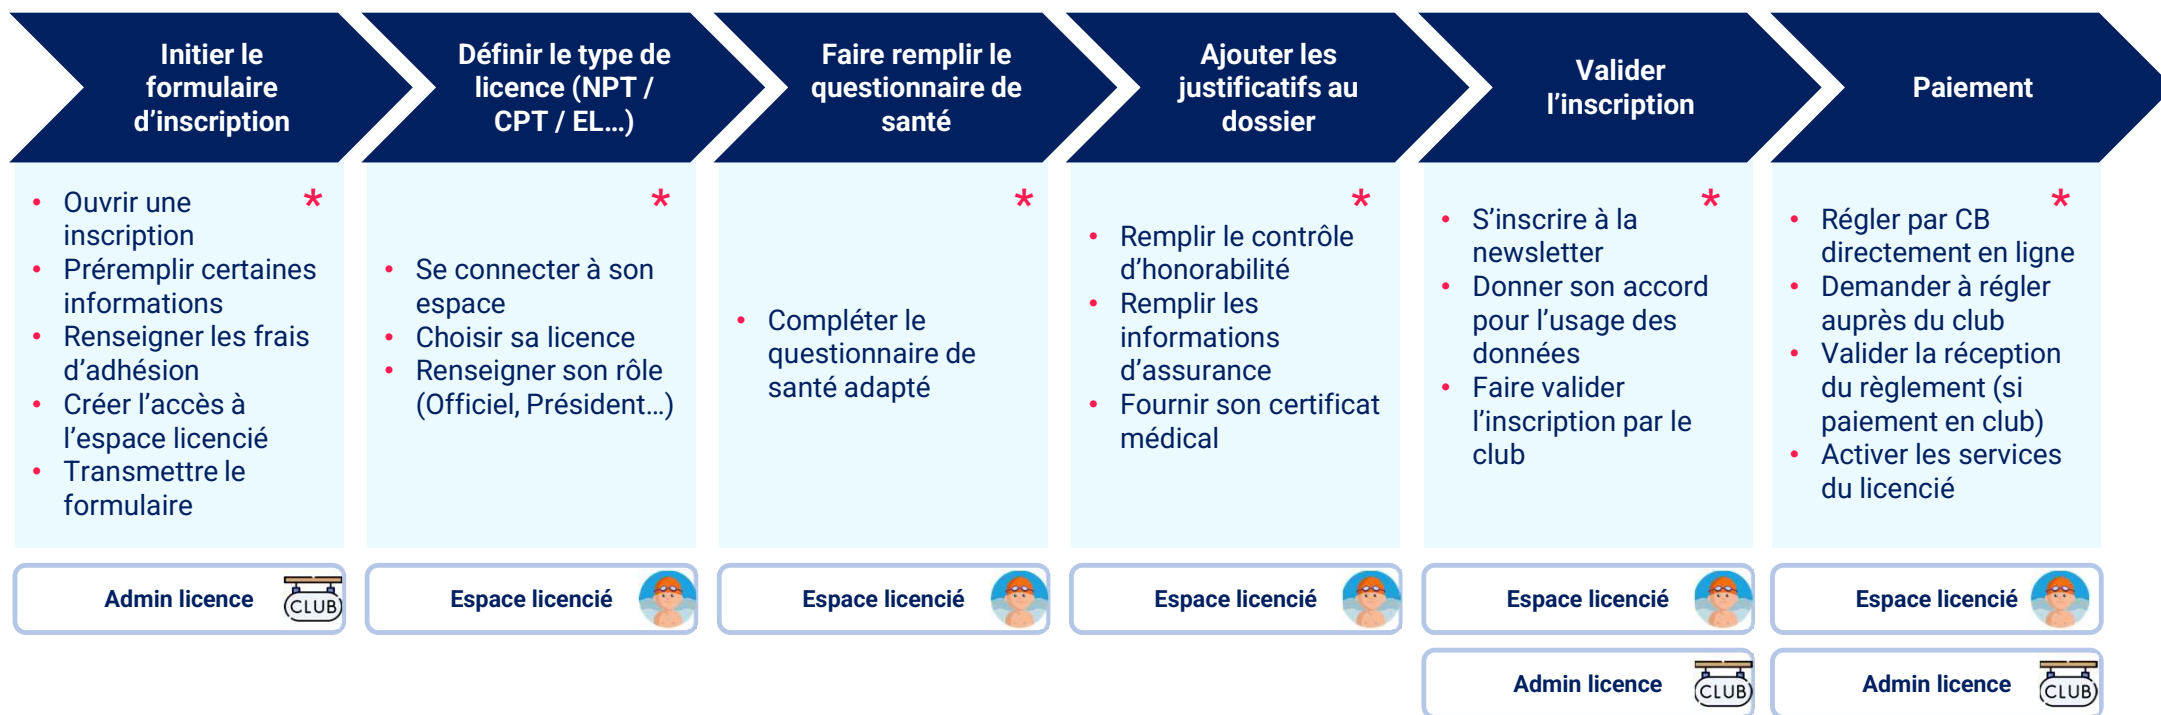 Initier le
formulaire
d’inscription
Définir le type de
licence (NPT /
CPT / EL…)
Faire remplir le
questionnaire de
santé
Ajouter les
justificatifs au
dossier
Valider
l’inscription
Paiement
*
• Ouvrir une
inscription
• Préremplir certaines
informations
• Renseigner les frais
d’adhésion
• Créer l’accès à
l’espace licencié
• Transmettre le
formulaire
*
• Se connecter à son
espace
• Choisir sa licence
• Renseigner son rôle
(Officiel, Président…)
*
• Compléter le
questionnaire de
santé adapté
*
• Remplir le contrôle
d’honorabilité
• Remplir les
informations
d’assurance
• Fournir son certificat
médical
*
• S’inscrire à la
newsletter
• Donner son accord
pour l’usage des
données
• Faire valider
l’inscription par le
club
*
• Régler par CB
directement en ligne
• Demander à régler
auprès du club
• Valider la réception
du règlement (si
paiement en club)
• Activer les services
du licencié
Admin licence
CLUB
Espace licencié
Espace licencié
Espace licencié
Espace licencié
Espace licencié
Admin licence
CLUB
Admin licence
CLUB